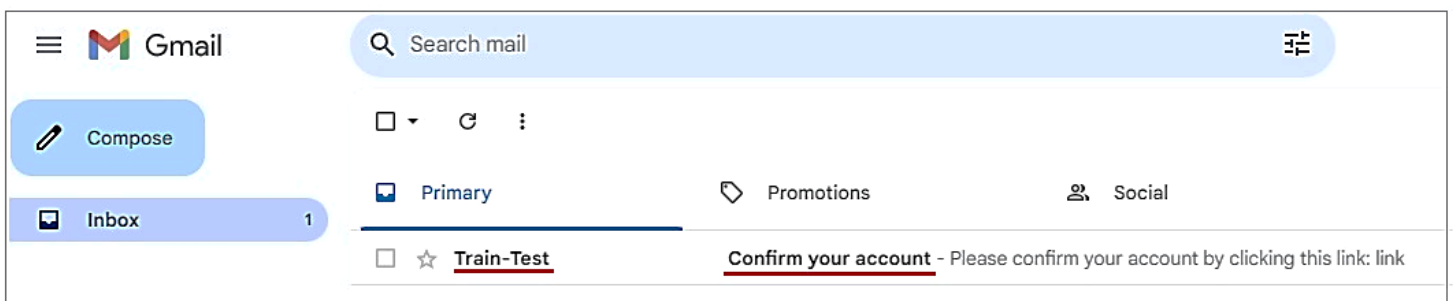 Gmail
Search mail
Compose
Inbox 1
Primary Promotions Social
Train-Test Confirm your account - Please confirm your account by clicking this link: link